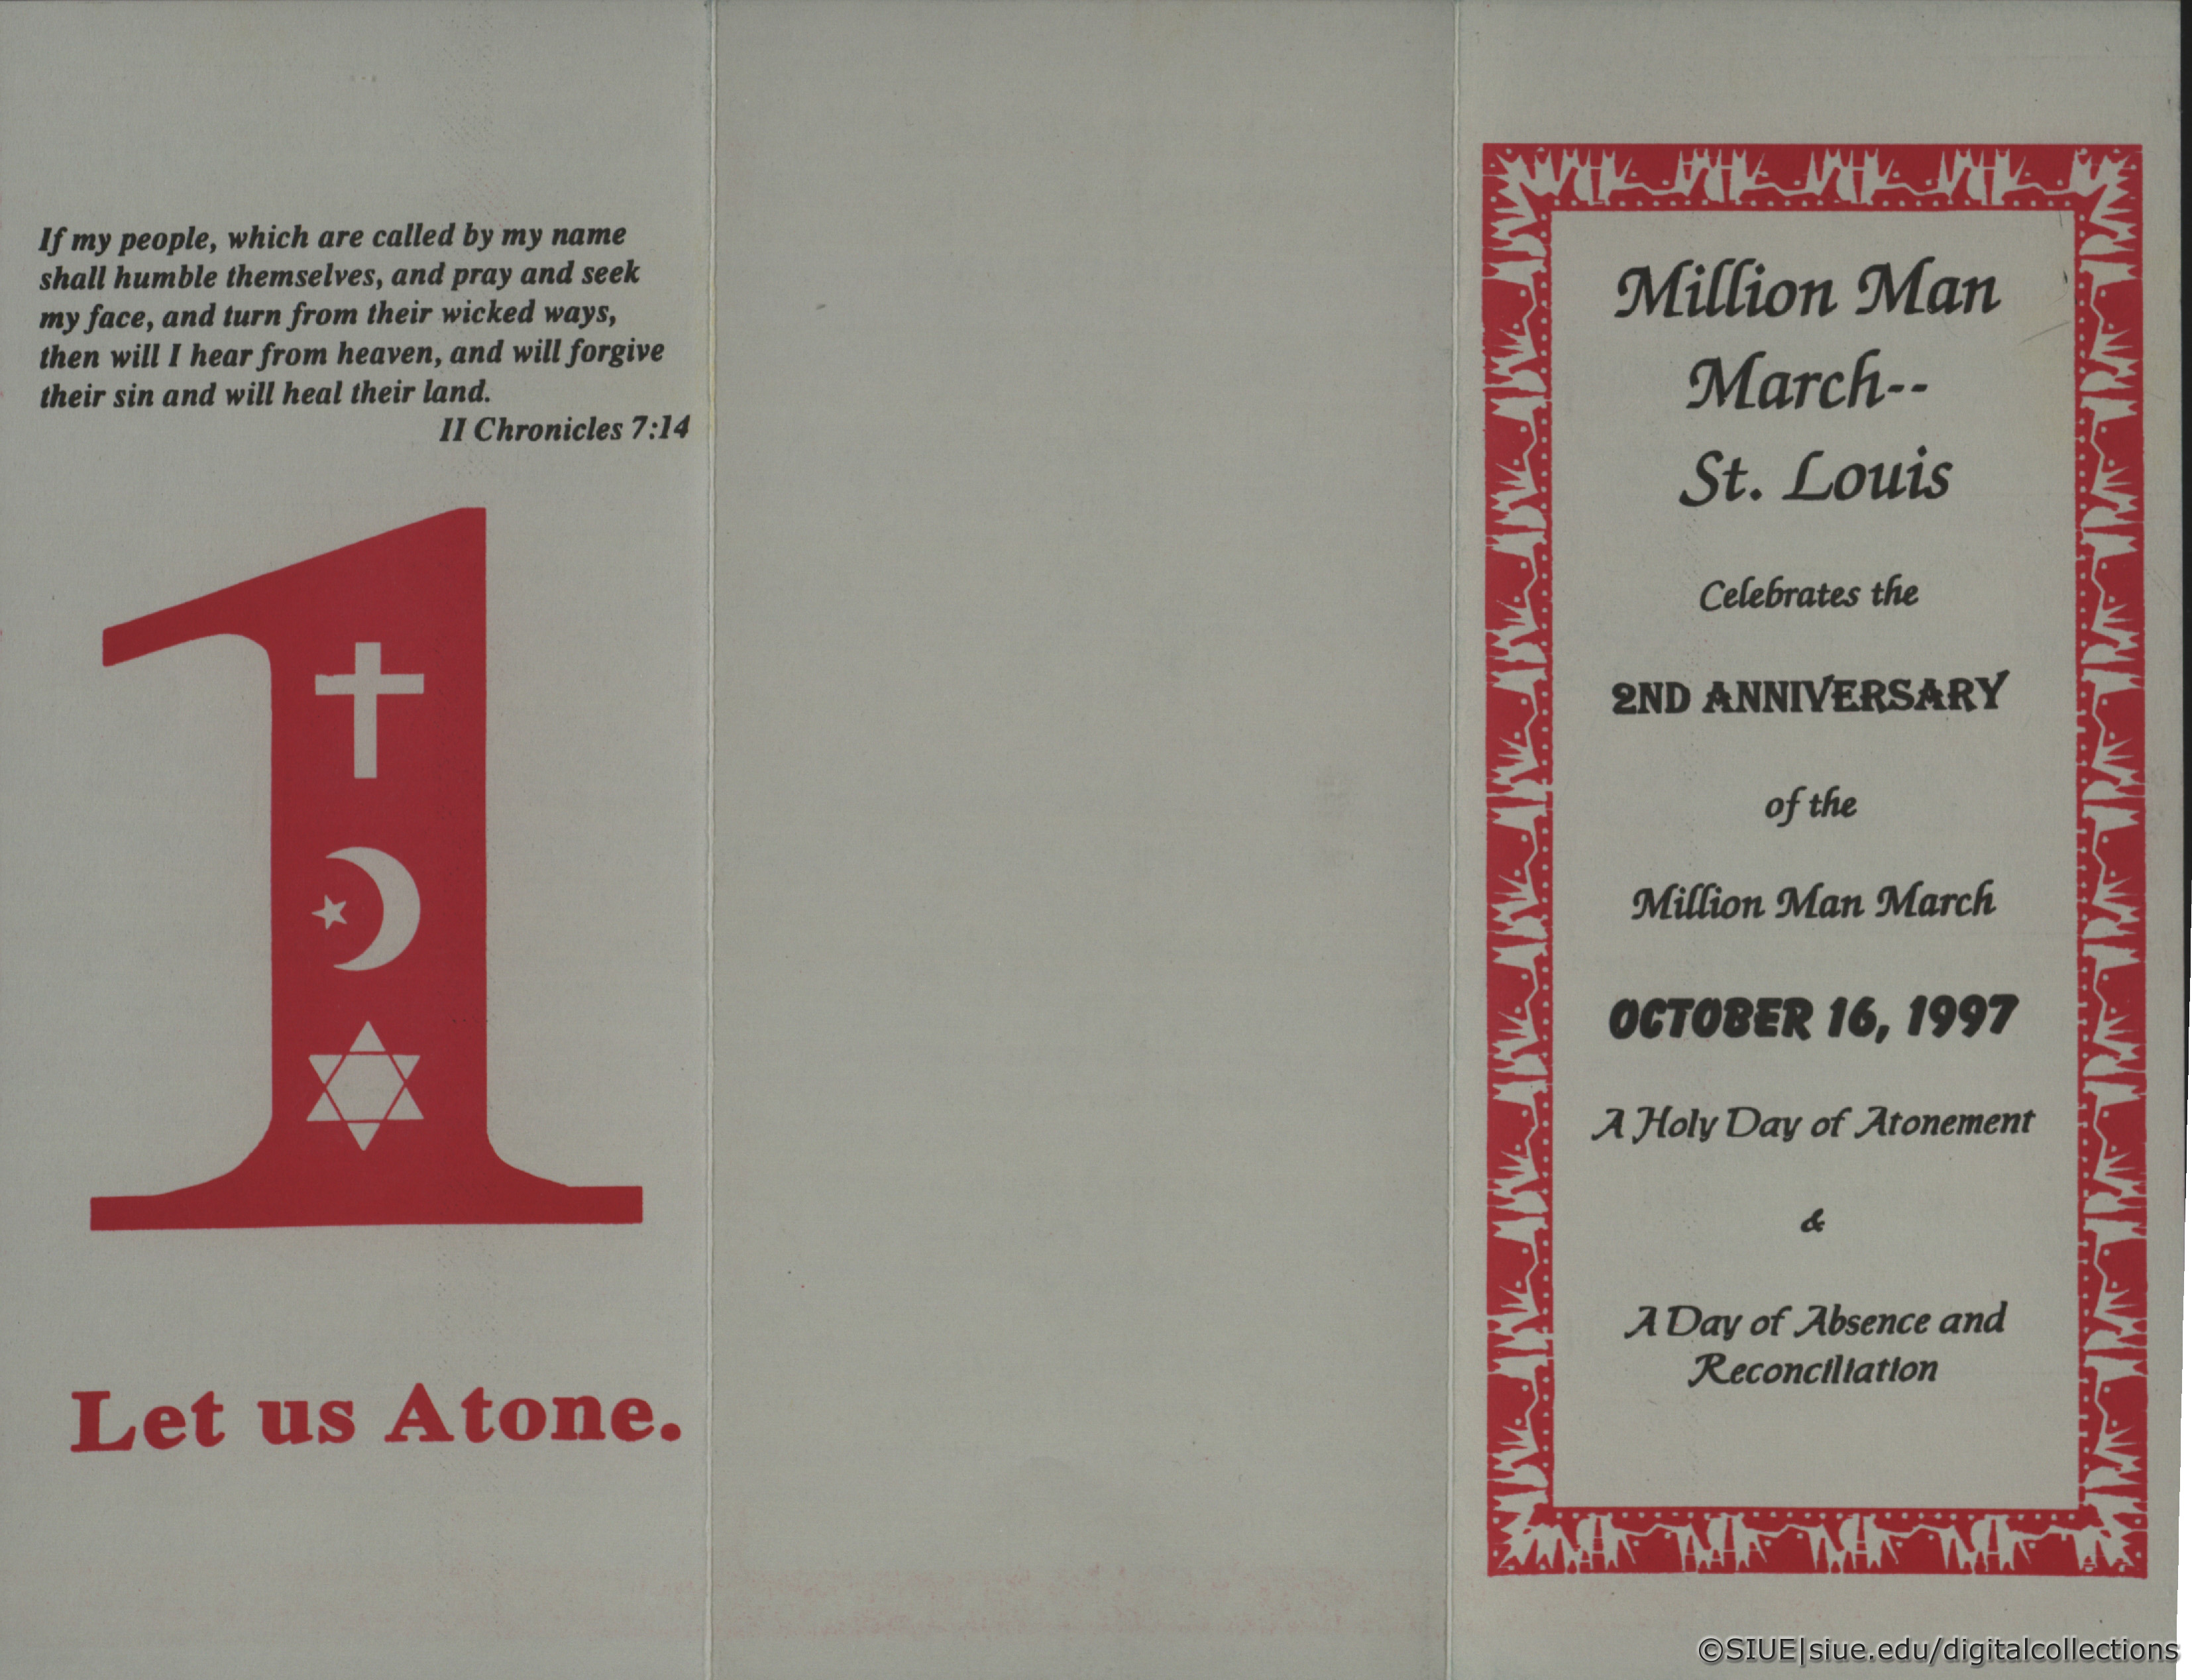 If my people, which are called by my name
shall humble themselves, and pray and seek
my face, and turn from their wicked ways,
then will I hear from heaven, and will forgive
their sin and will heal their land.
II Chronicles 7:14
1
Let us Atone.
Million Man
March--
St. Louis
Celebrates the
2ND ANNIVERSARY
of the
Million Man March
OCTOBER 16, 1997
A Holy Day of Atonement
&
A Day of Absence and
Reconciliation
©SIUE|siue.edu/digitalcollections